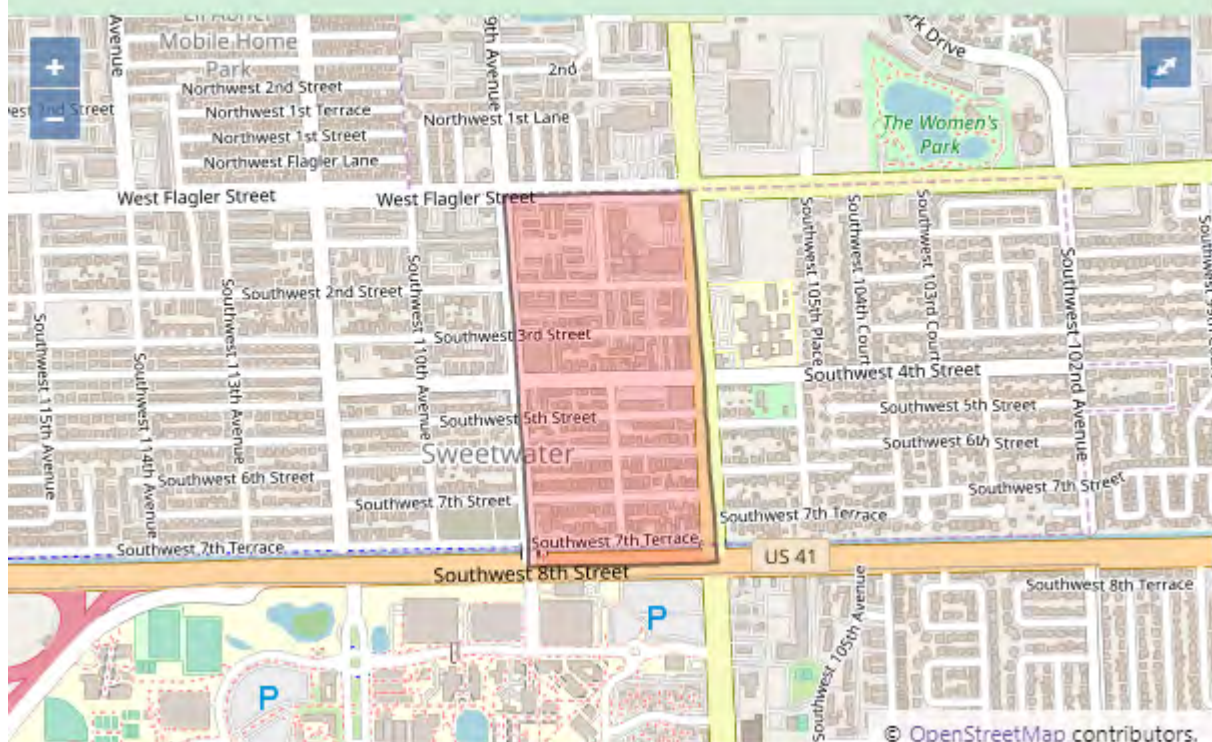 Avenue
Mobile Home
Park
9th Avenue
2nd
rk Drive
+
−
Northwest 2nd Street
Northwest 1st Terrace
Northwest 1st Lane
Northwest 1st Street
Northwest Flagler Lane
The Women's
Park
West Flagler Street
West Flagler Street
Southwest 2nd Street
Southwest 3rd Street
Southwest 4th Street
Southwest 5th Street
Southwest 5th Street
Southwest 6th Street
Sweetwater
Southwest 6th Street
Southwest 7th Street
Southwest 7th Street
Southwest 7th Terrace
Southwest 7th Terrace
Southwest 7th Terrace
Southwest 115th Avenue
Southwest 114th Avenue
Southwest 113th Avenue
Southwest 110th Avenue
Southwest 105th Place
Southwest 104th Court
Southwest 103rd Court
Southwest 102nd Avenue
US 41
Southwest 8th Street
Southwest 8th Terrace
Southwest 105th Avenue
P
P
© OpenStreetMap contributors.